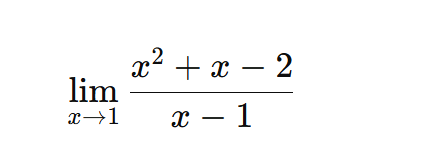 lim x→1 (x² + x − 2)/(x − 1)